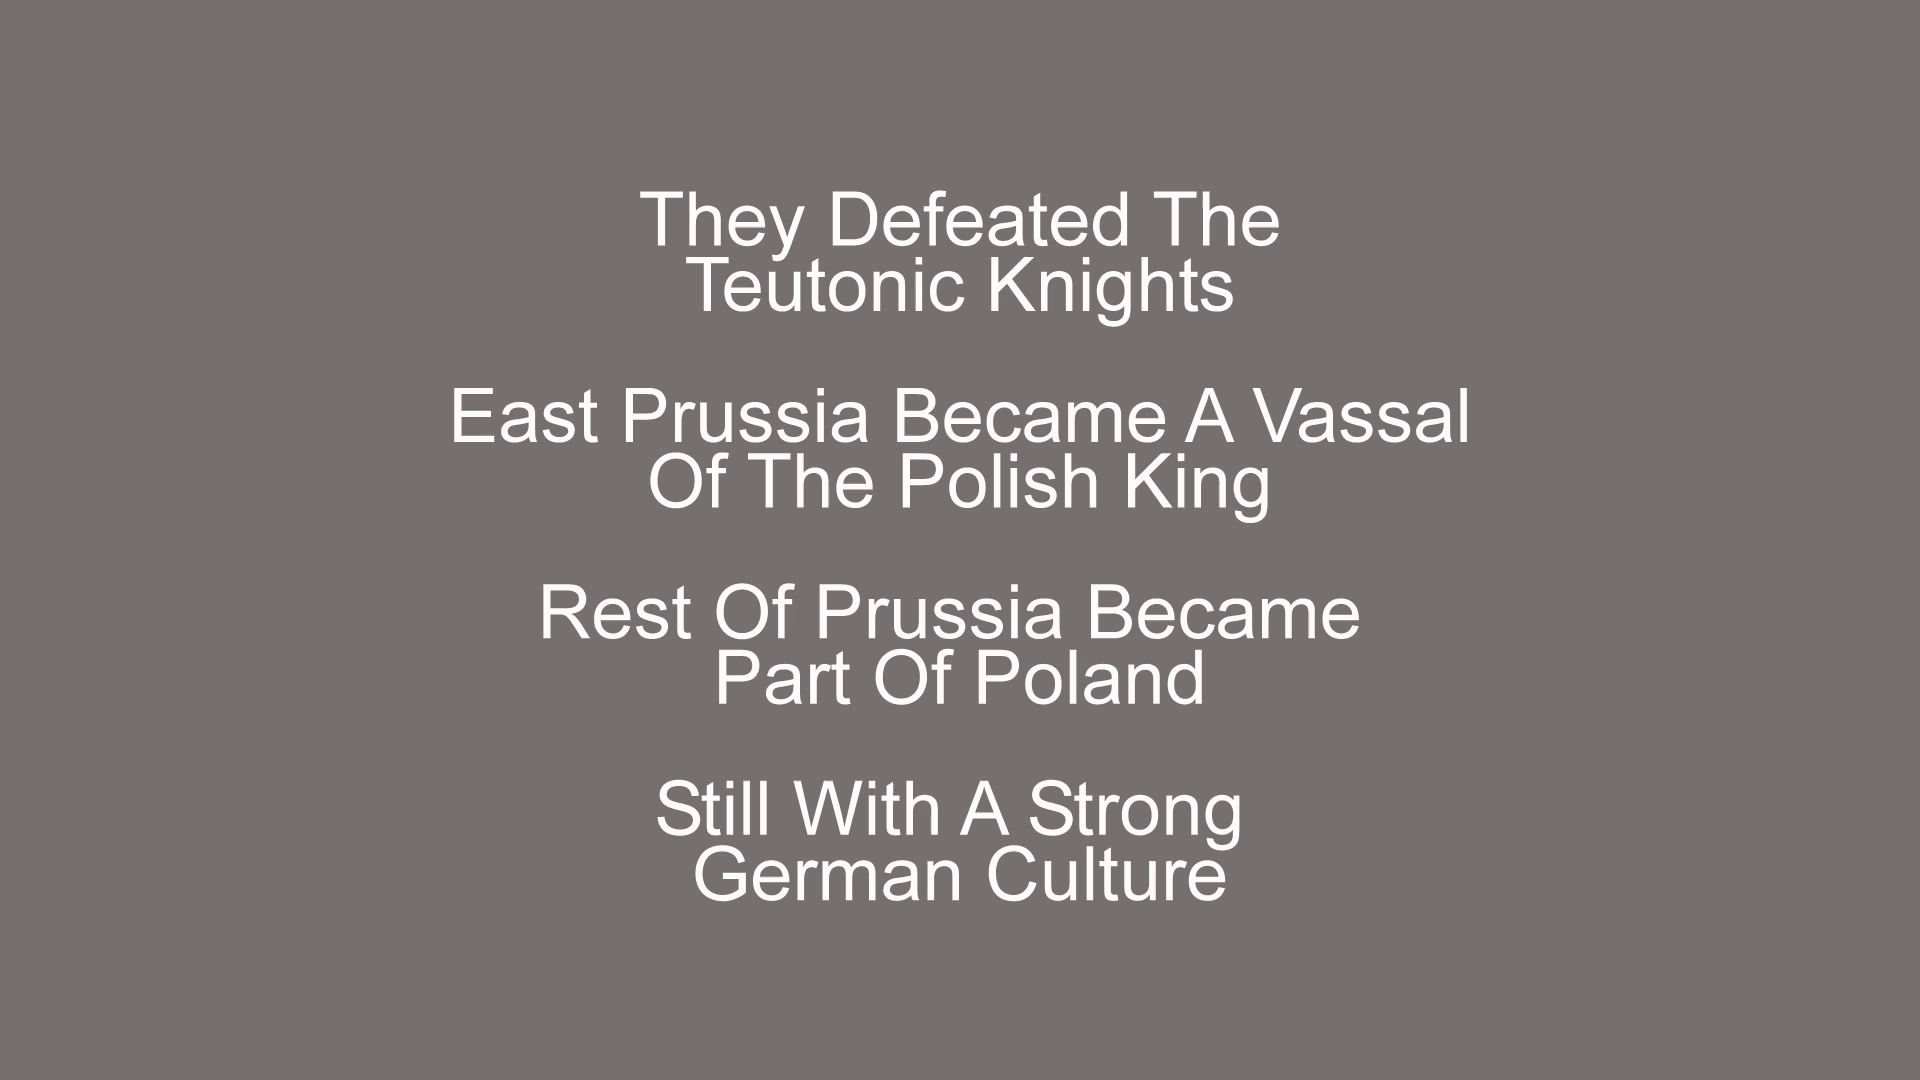 They Defeated The
Teutonic Knights
East Prussia Became A Vassal
Of The Polish King
Rest Of Prussia Became
Part Of Poland
Still With A Strong
German Culture